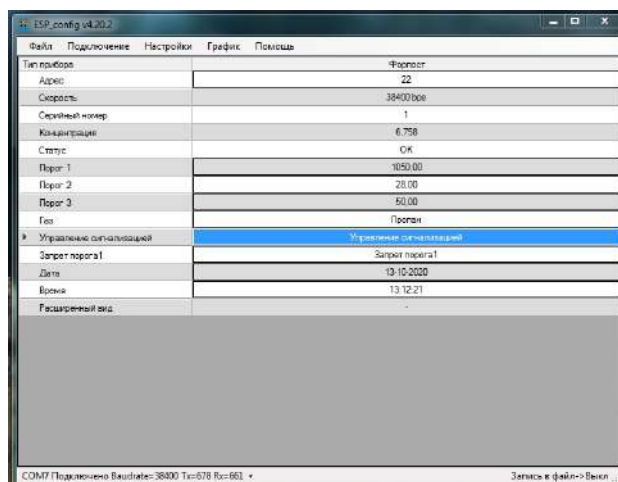 ESP_config v4.20.2
Файл Подключение Настройки График Помощь
Тип прибора Форпост
Адрес 22
Скорость 38400 bps
Серийный номер 1
Концентрация 6.758
Статус OK
Порог 1 1050.00
Порог 2 28.00
Порог 3 50.00
Газ Пропан
Управление сигнализацией Управление сигнализацией
Запрет порога1 Запрет порога1
Дата 13-10-2020
Время 13:12:21
Расширенный вид -
COM7 Подключено Baudrate=38400 Tx=678 Rx=661 Запись в файл->Выкл